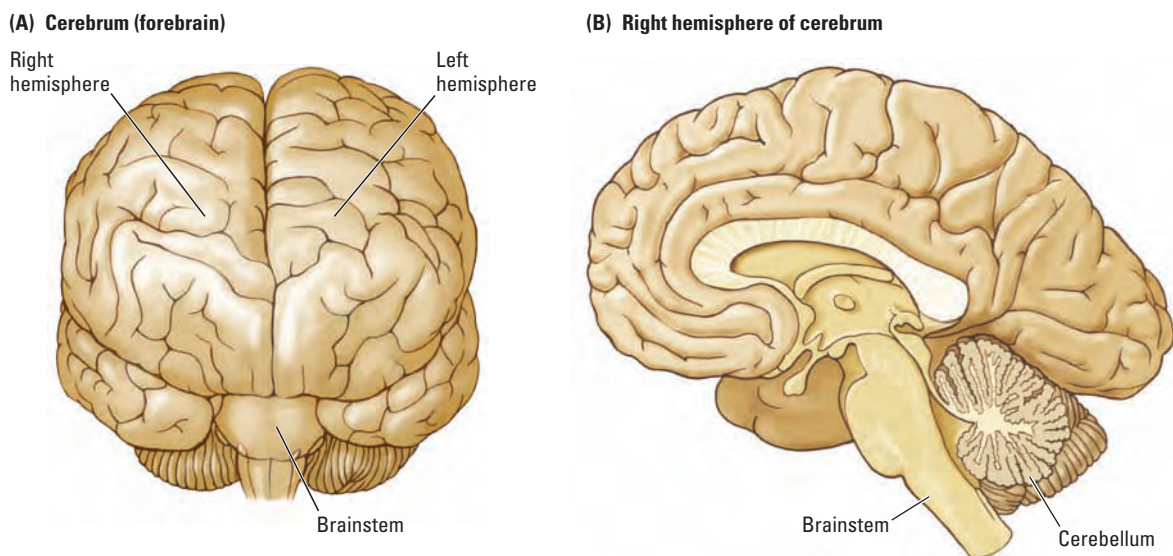 (A) Cerebrum (forebrain)
Right
hemisphere
Left
hemisphere
Brainstem
(B) Right hemisphere of cerebrum
Brainstem
Cerebellum